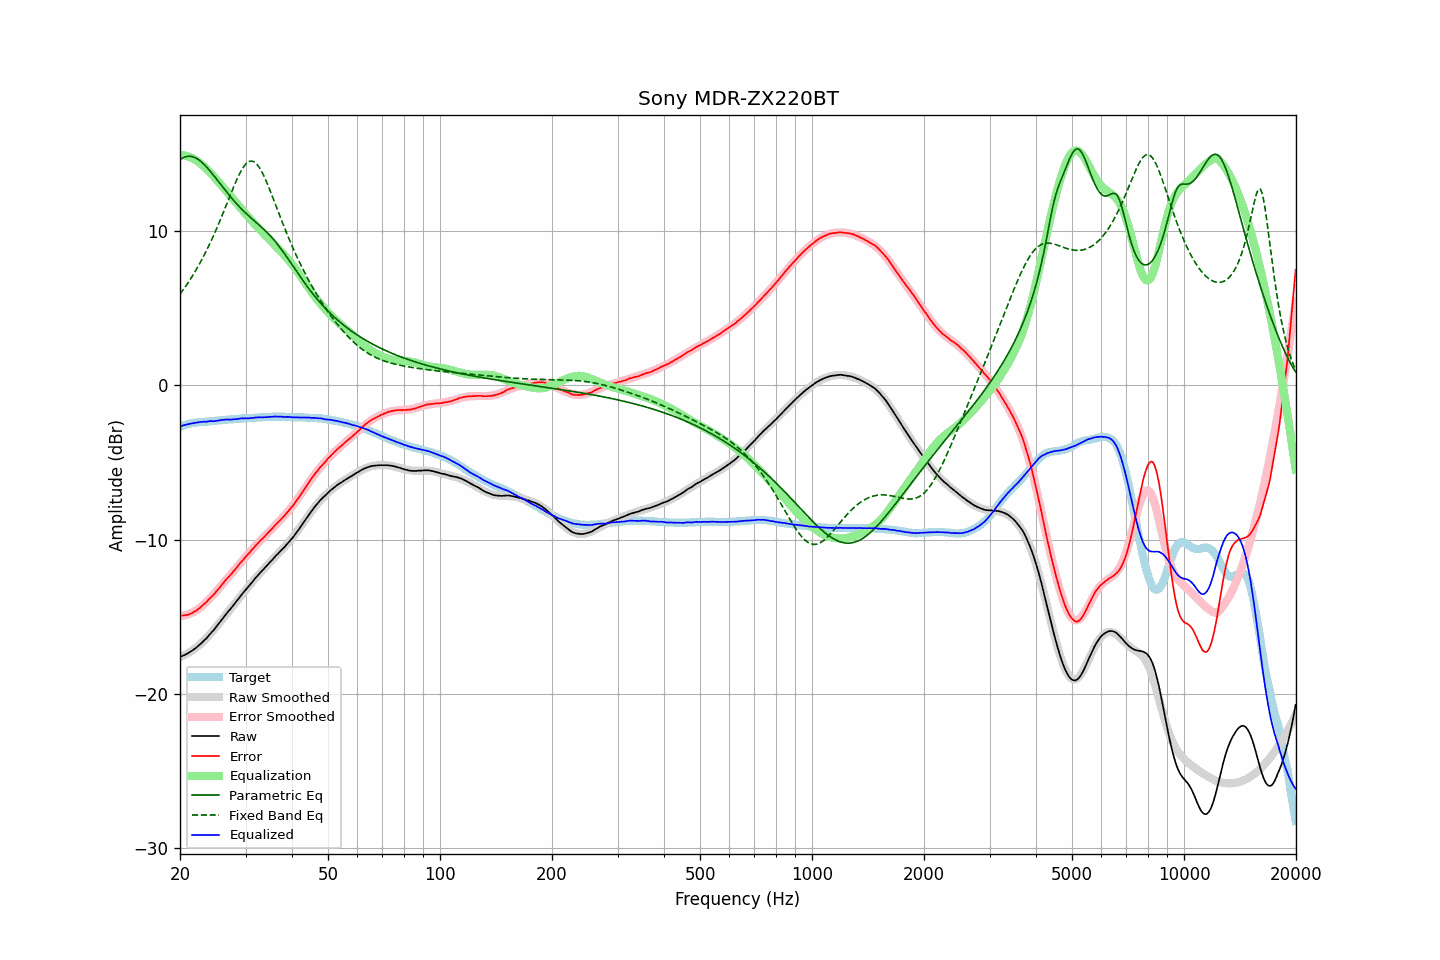 Sony MDR-ZX220BT
Amplitude (dBr)
10
0
−10
−20
−30
Target
Raw Smoothed
Error Smoothed
Raw
Error
Equalization
Parametric Eq
Fixed Band Eq
Equalized
20 50 100 200 500 1000 2000 5000 10000 20000
Frequency (Hz)